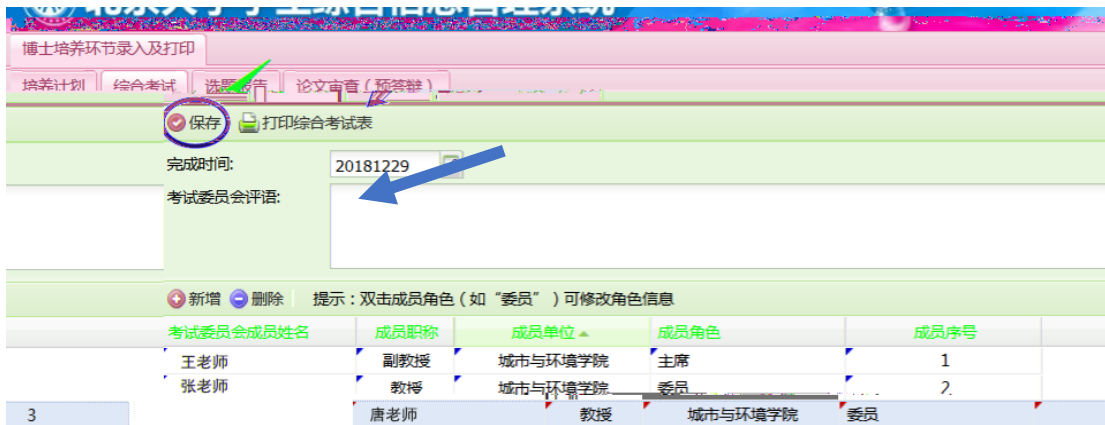 博士培养环节录入及打印
培养计划 综合考试 选题报告 论文审查（预答辩）
保存 打印综合考试表
完成时间: 20181229
考试委员会评语:
新增 删除 提示：双击成员角色（如“委员”）可修改角色信息
考试委员会成员姓名 成员职称 成员单位 成员角色 成员序号
王老师 副教授 城市与环境学院 主席 1
张老师 教授 城市与环境学院 委员 2
3 唐老师 教授 城市与环境学院 委员